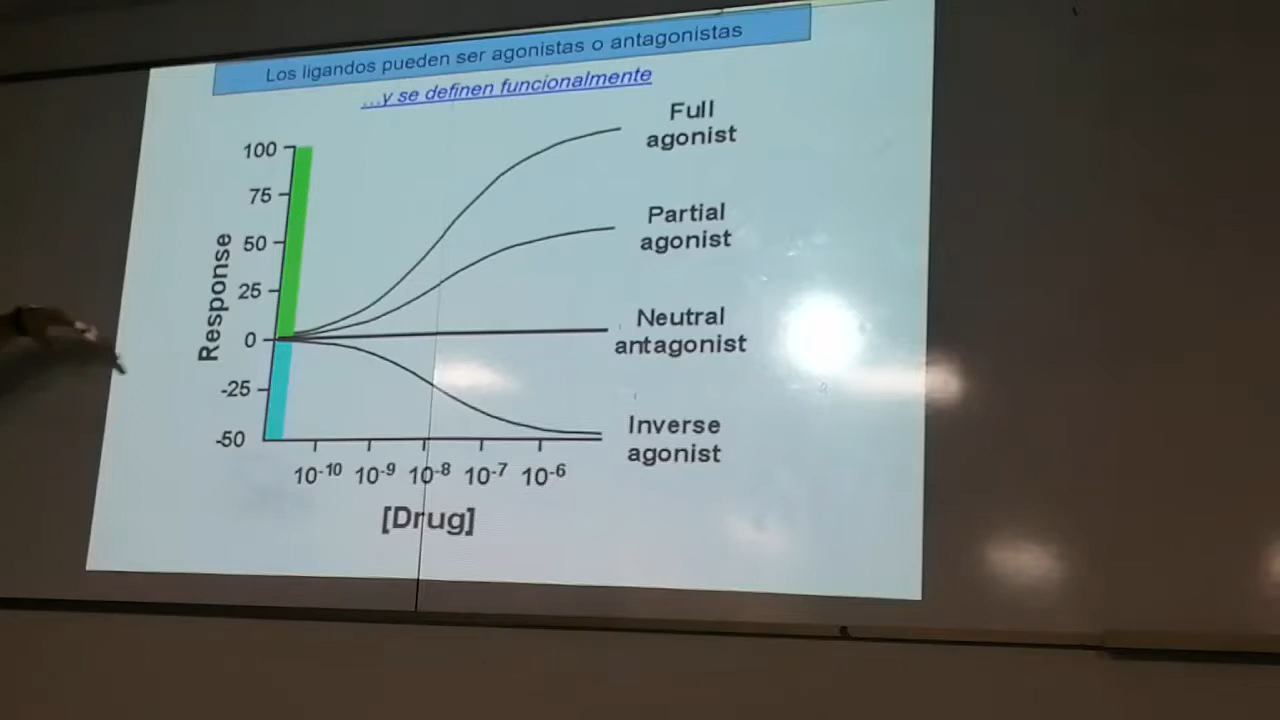 Los ligandos pueden ser agonistas o antagonistas
...y se definen funcionalmente
Full
agonist
100
75
Partial
agonist
50
25
Response
0
Neutral
antagonist
-25
-50
Inverse
agonist
10-10 10-9 10-8 10-7 10-6
[Drug]